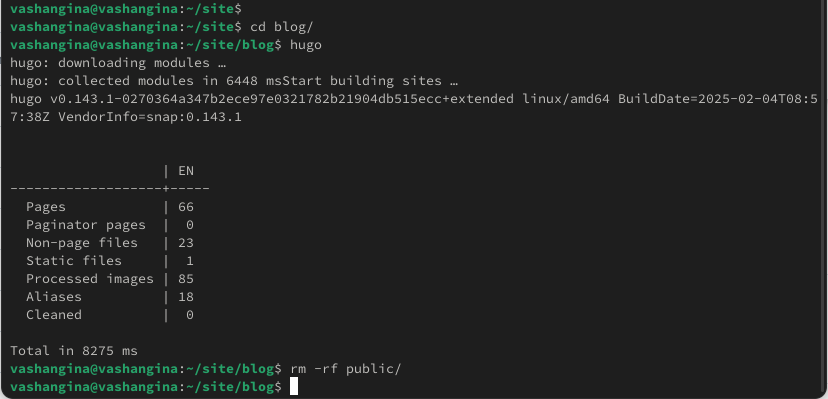 vashangina@vashangina:~/site$
vashangina@vashangina:~/site$ cd blog/
vashangina@vashangina:~/site/blog$ hugo
hugo: downloading modules …
hugo: collected modules in 6448 msStart building sites …
hugo v0.143.1-0270364a347b2ece97e0321782b21904db515ecc+extended linux/amd64 BuildDate=2025-02-04T08:5
7:38Z VendorInfo=snap:0.143.1
                   | EN
-------------------+-----
  Pages            | 66
  Paginator pages  |  0
  Non-page files   | 23
  Static files     |  1
  Processed images | 85
  Aliases          | 18
  Cleaned          |  0
Total in 8275 ms
vashangina@vashangina:~/site/blog$ rm -rf public/
vashangina@vashangina:~/site/blog$